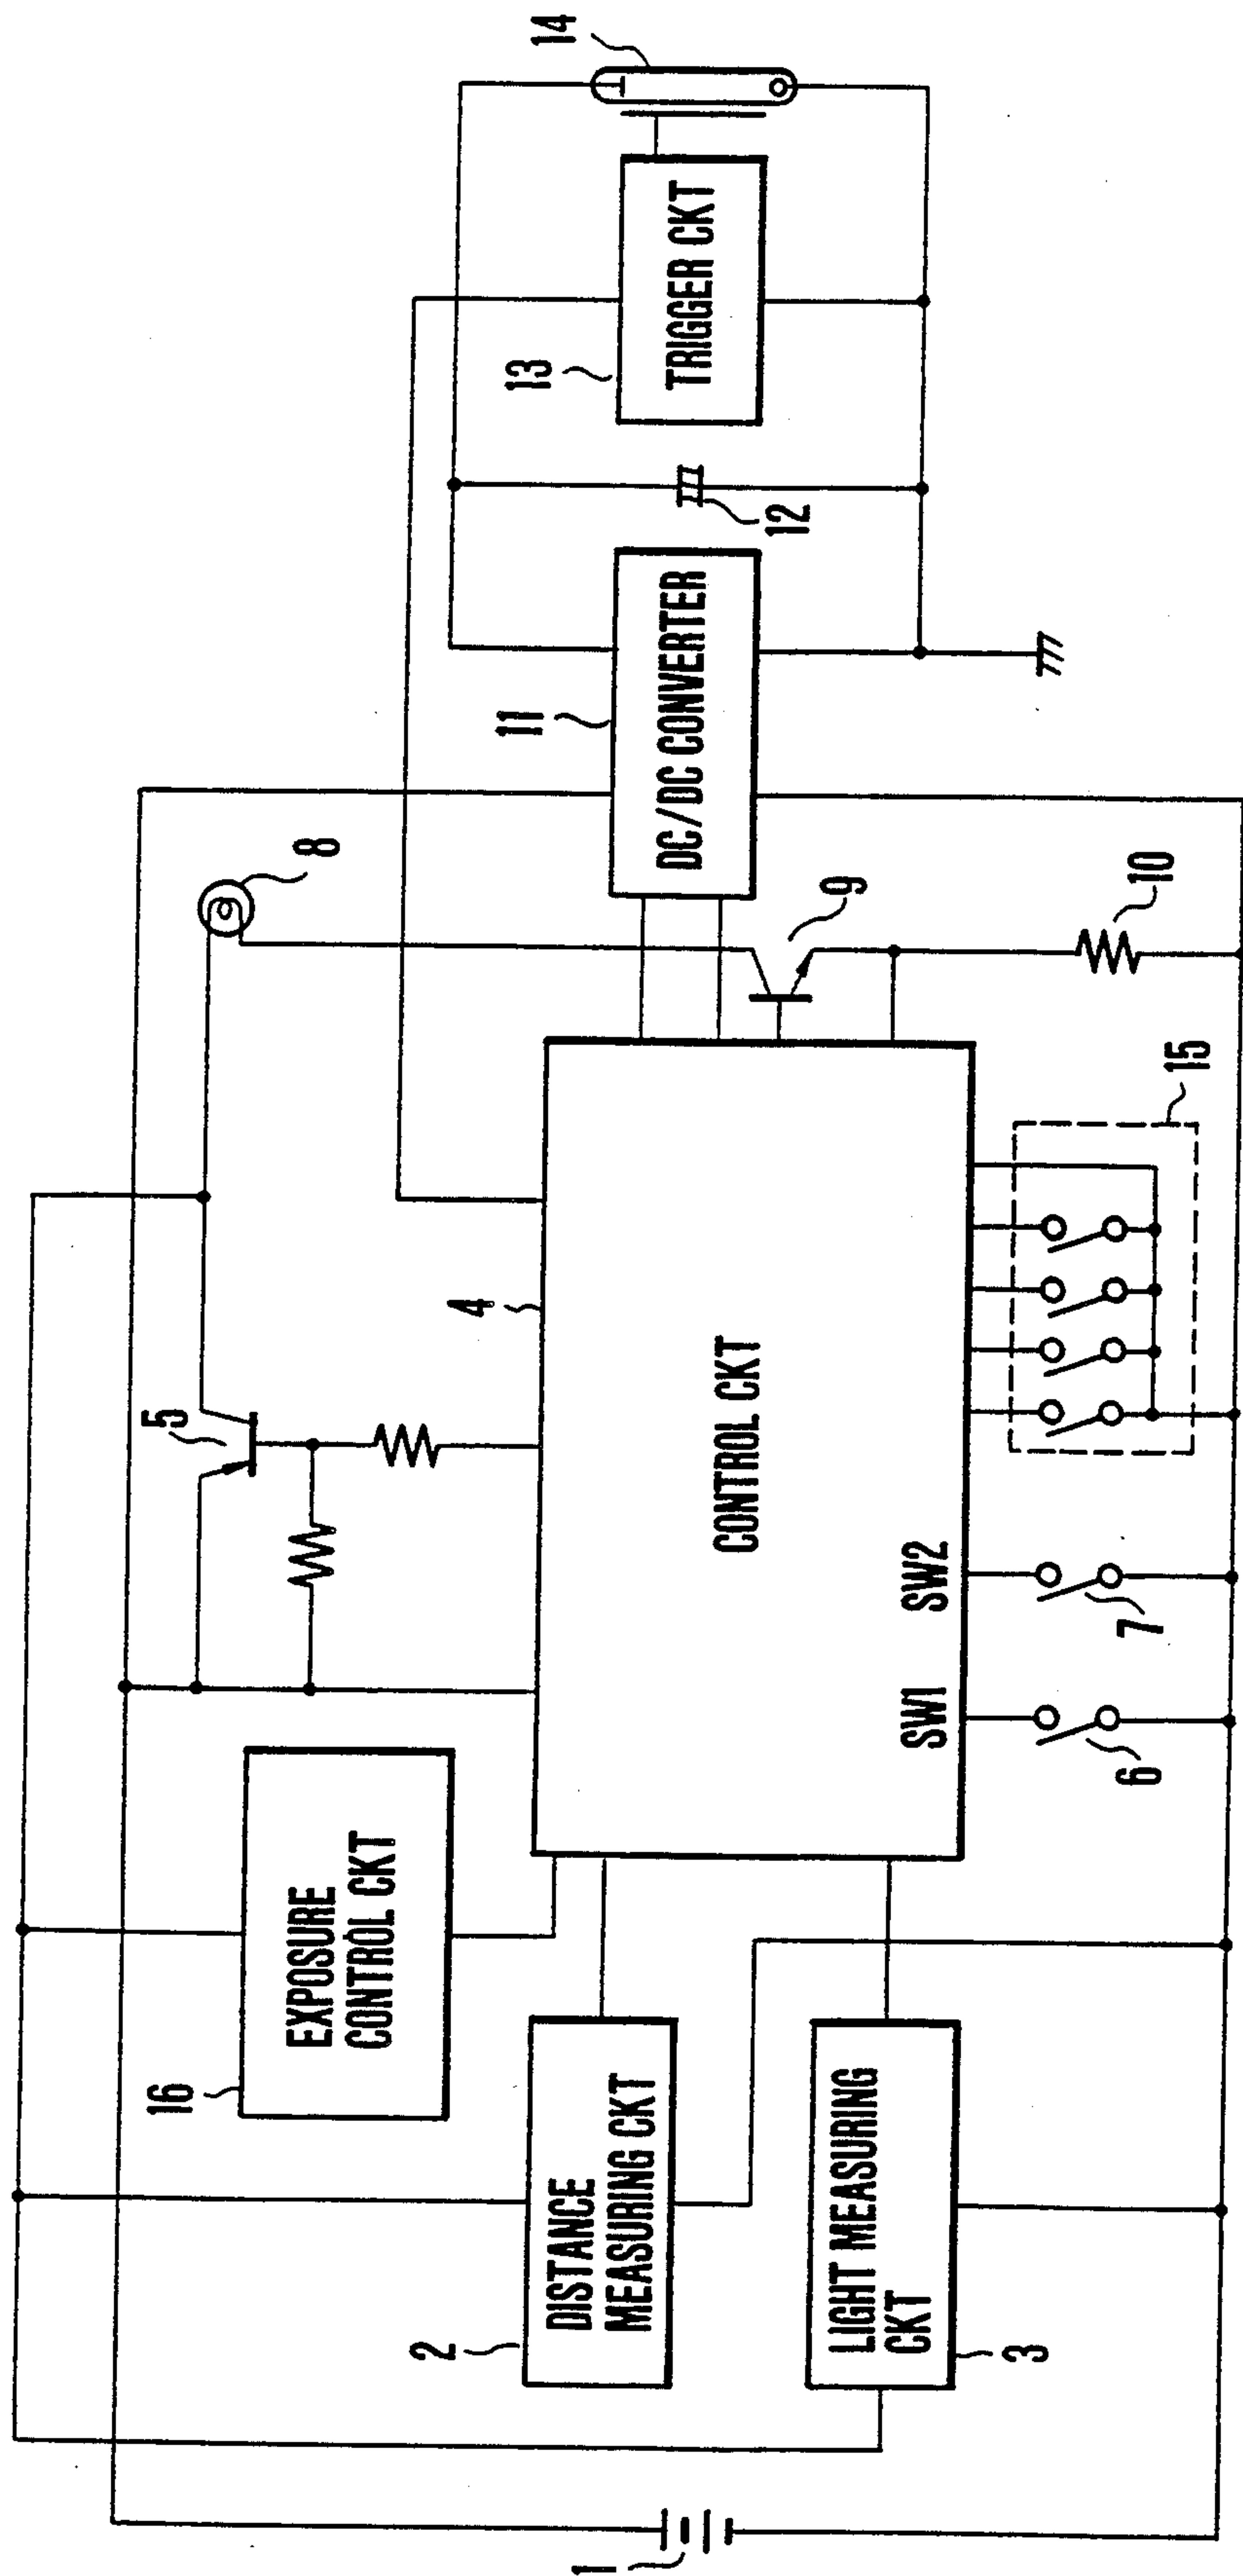 1
2
DISTANCE
MEASURING CKT
3
LIGHT MEASURING
CKT
16
EXPOSURE
CONTROL CKT
5
4
CONTROL CKT
SW1
SW2
6
7
15
8
9
10
11
DC/DC CONVERTER
12
13
TRIGGER CKT
14